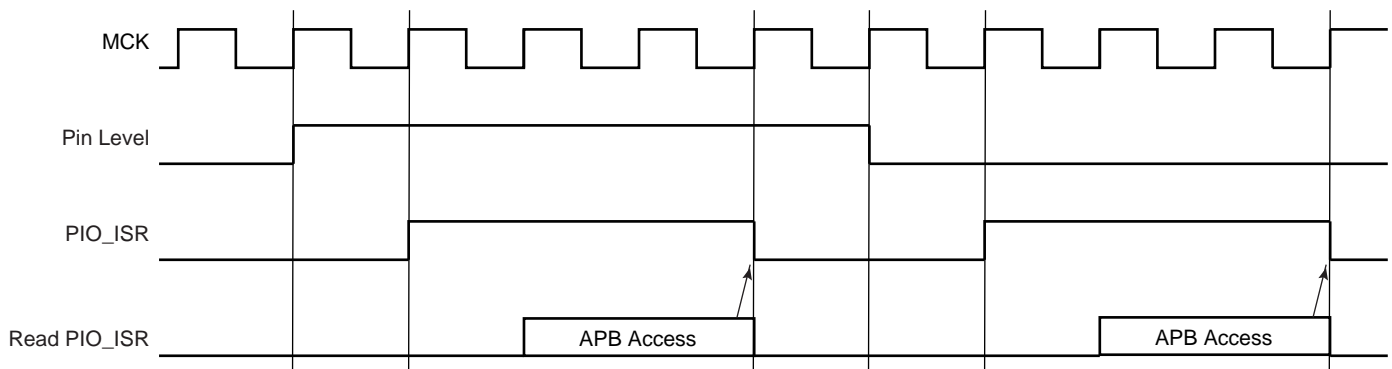 MCK
Pin Level
PIO_ISR
Read PIO_ISR
APB Access
APB Access